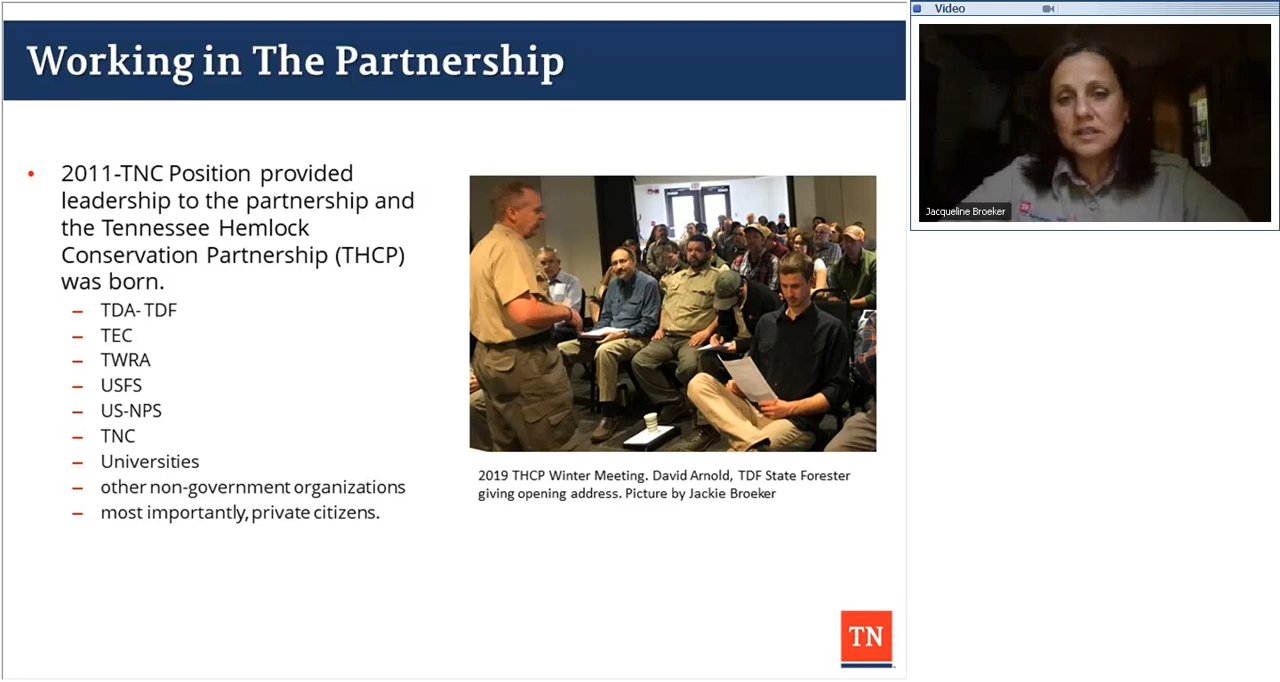 Working in The Partnership
• 2011-TNC Position provided
leadership to the partnership and
the Tennessee Hemlock
Conservation Partnership (THCP)
was born.
– TDA- TDF
– TEC
– TWRA
– USFS
– US-NPS
– TNC
– Universities
– other non-government organizations
– most importantly, private citizens.
2019 THCP Winter Meeting. David Arnold, TDF State Forester
giving opening address. Picture by Jackie Broeker
TN
Video
Jacqueline Broeker